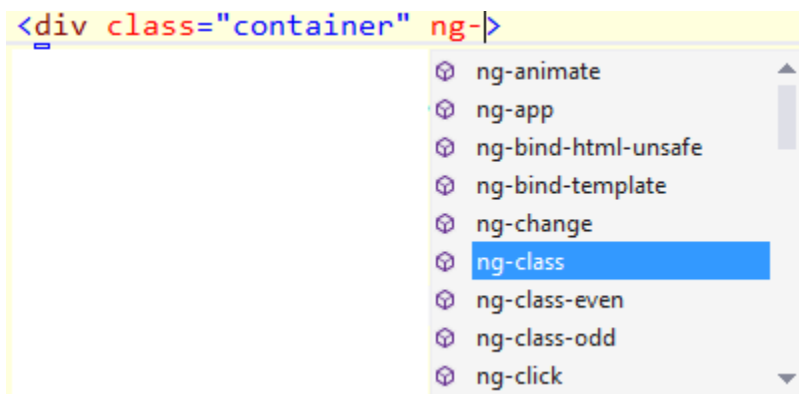 <div class="container" ng->
ng-animate
ng-app
ng-bind-html-unsafe
ng-bind-template
ng-change
ng-class
ng-class-even
ng-class-odd
ng-click